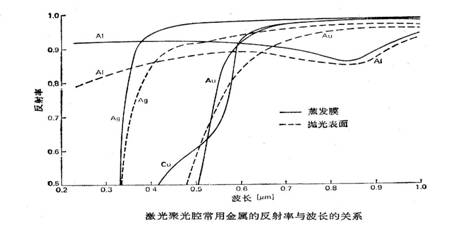 1.0
0.9
0.8
0.7
0.6
0.5
反射率
Al
Al
Ag
Ag
Cu
Au
Au
Al
蒸发膜
抛光表面
0.2 0.3 0.4 0.5 0.6 0.7 0.8 0.9 1.0
波长 [μm]
激光聚光腔常用金属的反射率与波长的关系